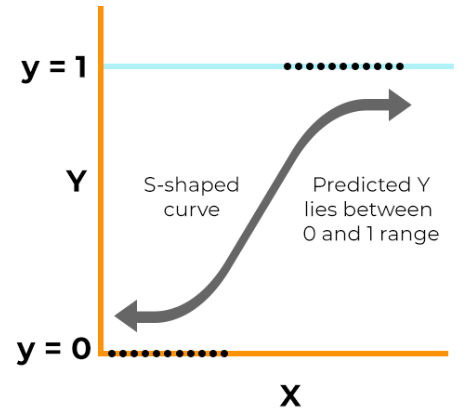 y = 1
Y
S-shaped
curve
Predicted Y
lies between
0 and 1 range
y = 0
X